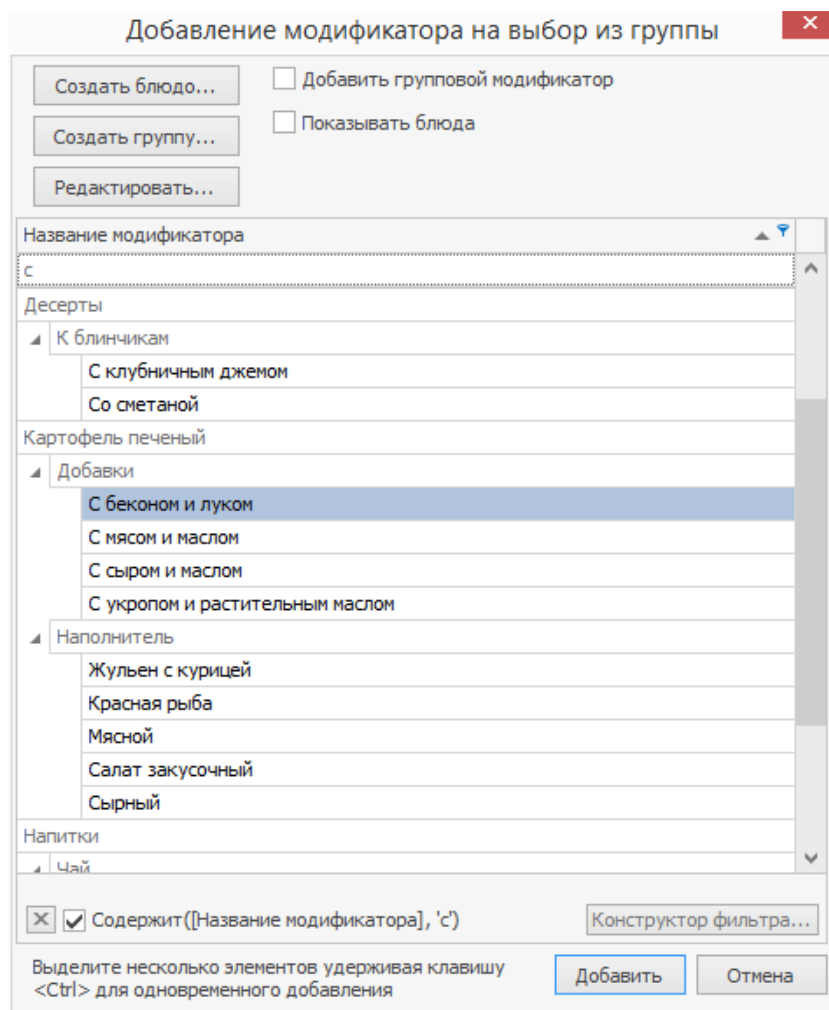 Добавление модификатора на выбор из группы
Создать блюдо...
Добавить групповой модификатор
Создать группу...
Показывать блюда
Редактировать...
Название модификатора
с
Десерты
К блинчикам
С клубничным джемом
Со сметаной
Картофель печеный
Добавки
С беконом и луком
С мясом и маслом
С сыром и маслом
С укропом и растительным маслом
Наполнитель
Жульен с курицей
Красная рыба
Мясной
Салат закусочный
Сырный
Напитки
Чай
Содержит([Название модификатора], 'с')
Конструктор фильтра...
Выделите несколько элементов удерживая клавишу
<Ctrl> для одновременного добавления
Добавить
Отмена